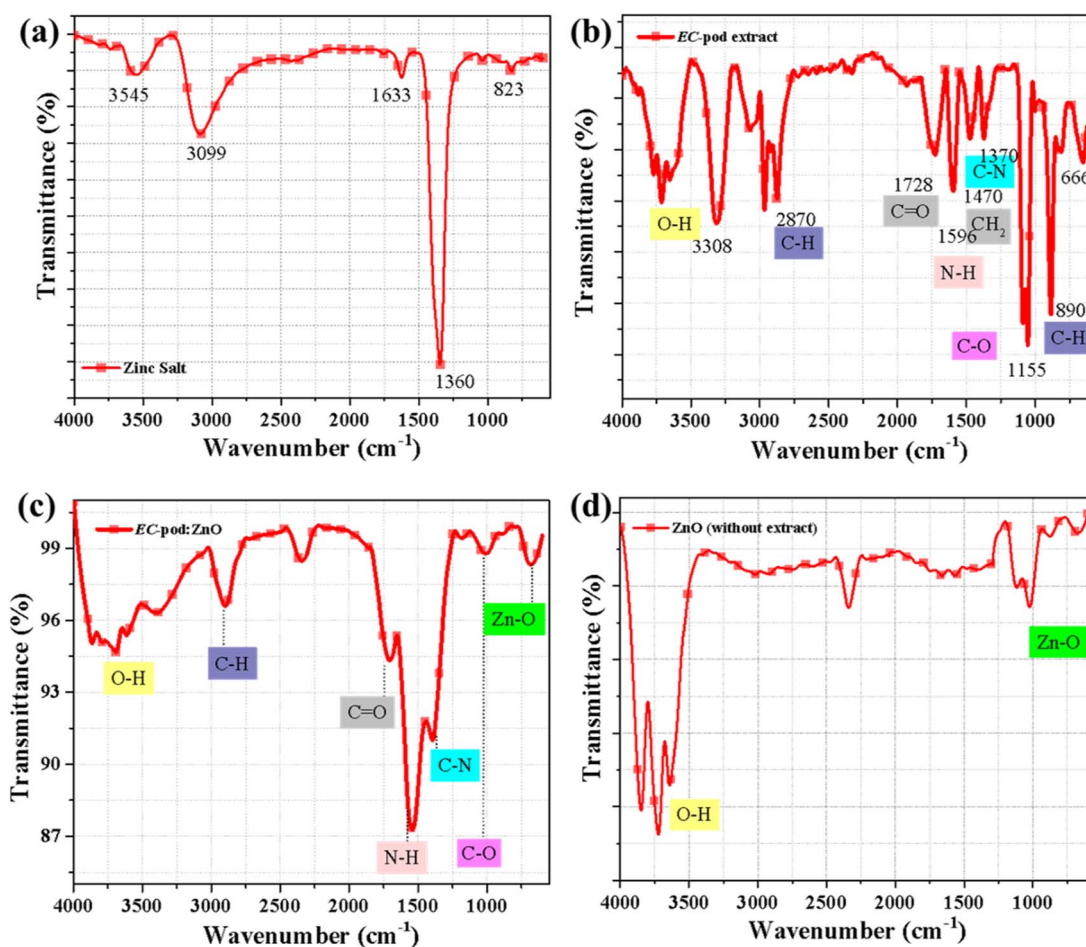 (a)
Transmittance (%)
3545
3099
1633
823
1360
Zinc Salt
4000 3500 3000 2500 2000 1500 1000
Wavenumber (cm⁻¹)
(b)
Transmittance (%)
EC-pod extract
O-H
3308
2870
C-H
1728
C=O
1596
N-H
1370
C-N
1470
CH₂
C-O
1155
890
C-H
666
4000 3500 3000 2500 2000 1500 1000
Wavenumber (cm⁻¹)
(c)
Transmittance (%)
99
96
93
90
87
EC-pod:ZnO
O-H
C-H
C=O
N-H
C-N
C-O
Zn-O
4000 3500 3000 2500 2000 1500 1000
Wavenumber (cm⁻¹)
(d)
Transmittance (%)
ZnO (without extract)
O-H
Zn-O
4000 3500 3000 2500 2000 1500 1000
Wavenumber (cm⁻¹)